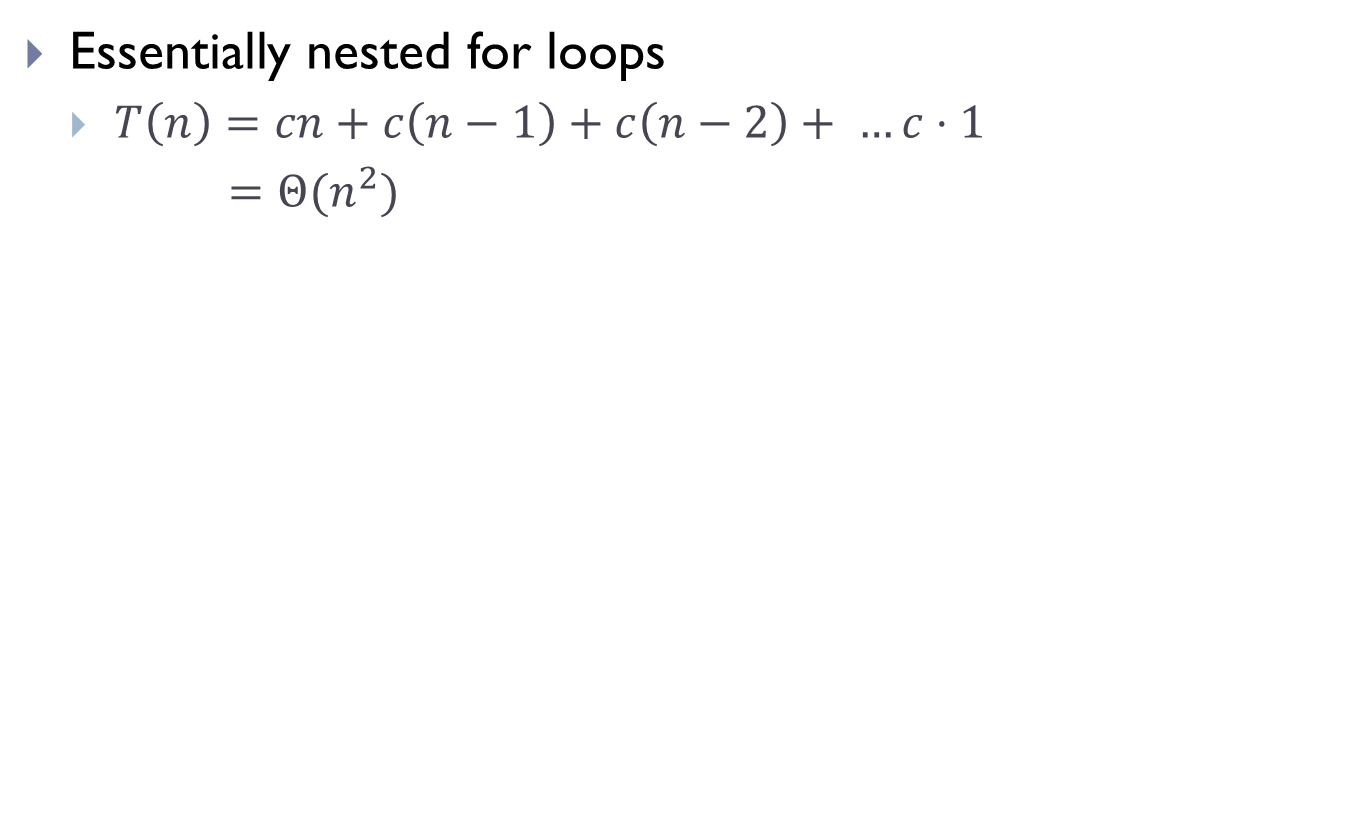 Essentially nested for loops
T(n) = cn + c(n − 1) + c(n − 2) + … c · 1
= Θ(n²)